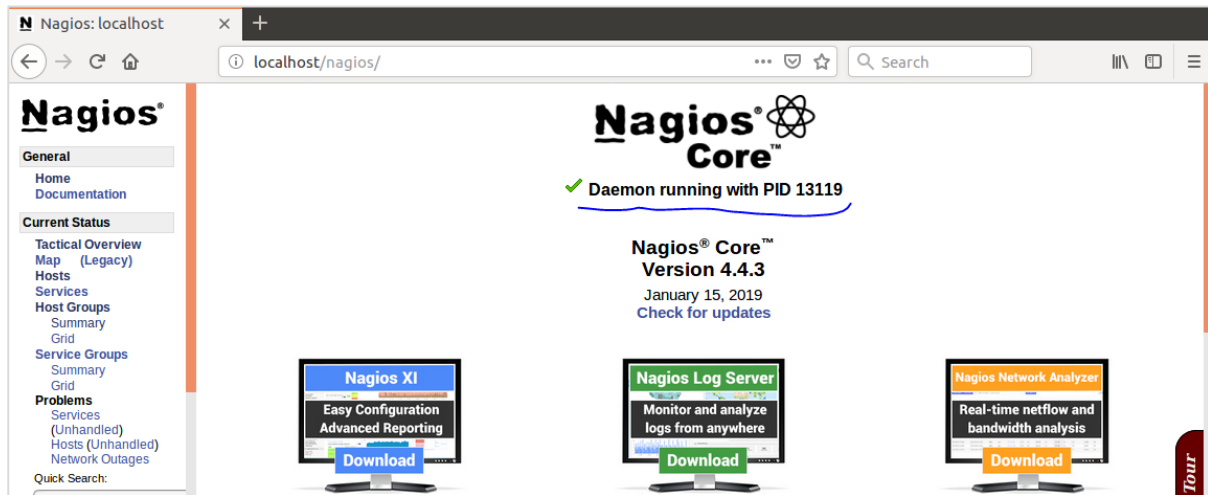 Nagios: localhost
localhost/nagios/
Search
Nagios®
General
Home
Documentation
Current Status
Tactical Overview
Map (Legacy)
Hosts
Services
Host Groups
Summary
Grid
Service Groups
Summary
Grid
Problems
Services
(Unhandled)
Hosts (Unhandled)
Network Outages
Quick Search:
Nagios®
Core™
Daemon running with PID 13119
Nagios® Core™
Version 4.4.3
January 15, 2019
Check for updates
Nagios XI
Easy Configuration
Advanced Reporting
Download
Nagios Log Server
Monitor and analyze
logs from anywhere
Download
Nagios Network Analyzer
Real-time netflow and
bandwidth analysis
Download
Tour